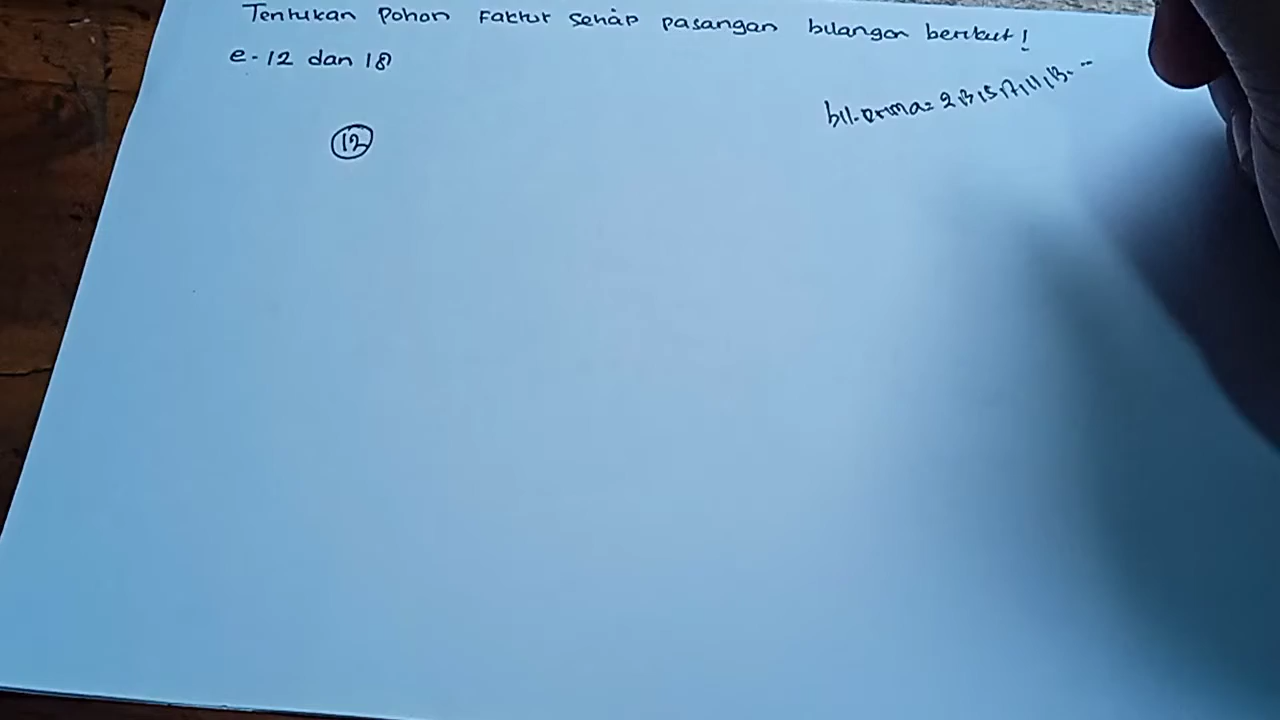 Tentukan Pohon Faktor setiap pasangan bilangan berikut!
e. 12 dan 18
bil. prima = 2, 3, 5, 7, 11, 13. ...
12